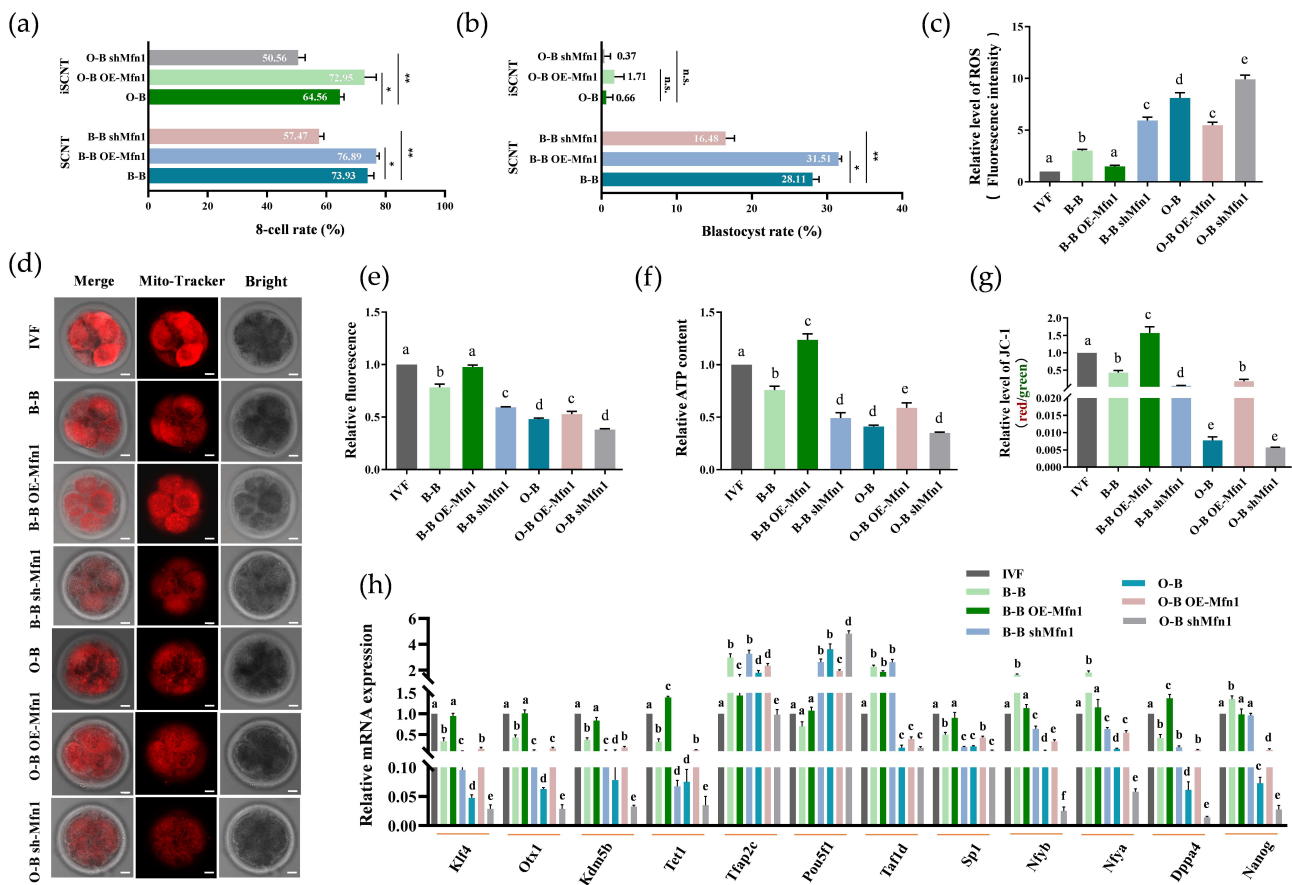 (a)
iSCNT
SCNT
O-B shMfn1
50.56
**
O-B OE-Mfn1
72.95
*
O-B
64.56
B-B shMfn1
57.47
**
B-B OE-Mfn1
76.89
*
B-B
73.93
0 20 40 60 80 100
8-cell rate (%)
(b)
iSCNT
SCNT
O-B shMfn1
0.37
n.s.
O-B OE-Mfn1
1.71
n.s.
O-B
0.66
B-B shMfn1
16.48
**
B-B OE-Mfn1
31.51
*
B-B
28.11
0 10 20 30 40
Blastocyst rate (%)
(c)
Relative level of ROS
( Fluorescence intensity )
15
10
5
0
a b a c d c e
IVF
B-B
B-B OE-Mfn1
B-B shMfn1
O-B
O-B OE-Mfn1
O-B shMfn1
(d)
Merge Mito-Tracker Bright
IVF
B-B
B-B OE-Mfn1
B-B sh-Mfn1
O-B
O-B OE-Mfn1
O-B sh-Mfn1
(e)
Relative fluorescence
1.5
1.0
0.5
0.0
a b a c d d d
IVF
B-B
B-B OE-Mfn1
B-B shMfn1
O-B
O-B OE-Mfn1
O-B shMfn1
(f)
Relative ATP content
1.5
1.0
0.5
0.0
a b c d d e d
IVF
B-B
B-B OE-Mfn1
B-B shMfn1
O-B
O-B OE-Mfn1
O-B shMfn1
(g)
Relative level of JC-1
(red/green)
2.0
1.5
1.0
0.5
0.020
0.015
0.010
0.005
0.000
a b c d e b e
IVF
B-B
B-B OE-Mfn1
B-B shMfn1
O-B
O-B OE-Mfn1
O-B shMfn1
(h)
IVF
B-B
B-B OE-Mfn1
B-B shMfn1
O-B
O-B OE-Mfn1
O-B shMfn1
Relative mRNA expression
6
4
2
1.5
1.0
0.5
0.10
0.05
0.00
a b a c d b e
a b a c d c e
a b a c d b e
a b c d d b e
a b c b d d a
a b a b d c d
a b a b d c d
a b a c c b c
a b a c d e f
a b a c d c e
a b c d d b e
a b a a c d e
Klf4
Otx1
Kdm5b
Tet1
Tfap2c
Pou5f1
Taf1d
Sp1
Nfyb
Nfya
Dppa4
Nanog